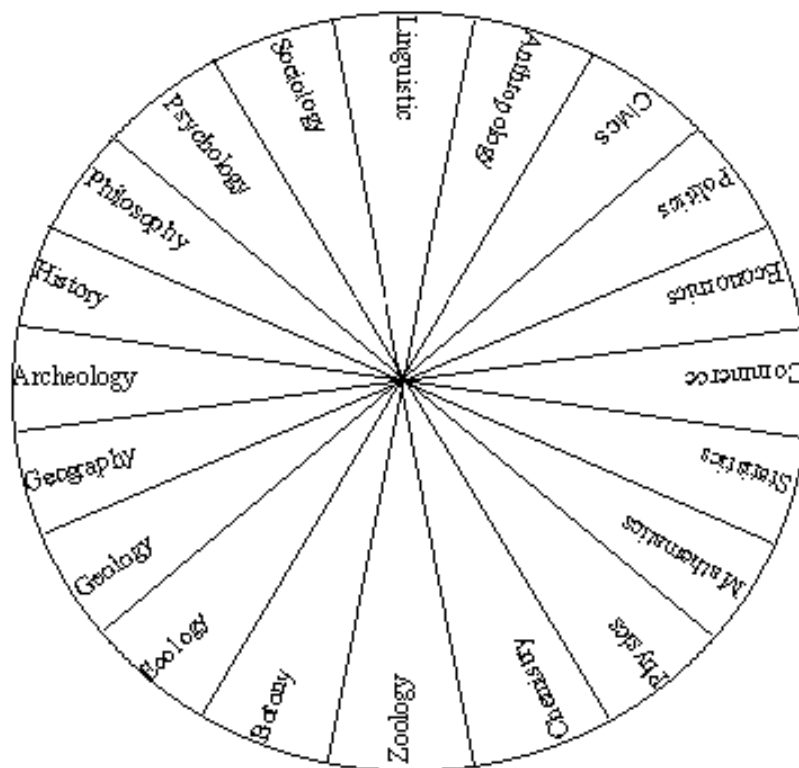 Linguistic
Anthropology
Civics
Politics
Economics
Commerce
Statistics
Mathematics
Physics
Chemistry
Zoology
Botany
Ecology
Geology
Geography
Archeology
History
Philosophy
Psychology
Sociology